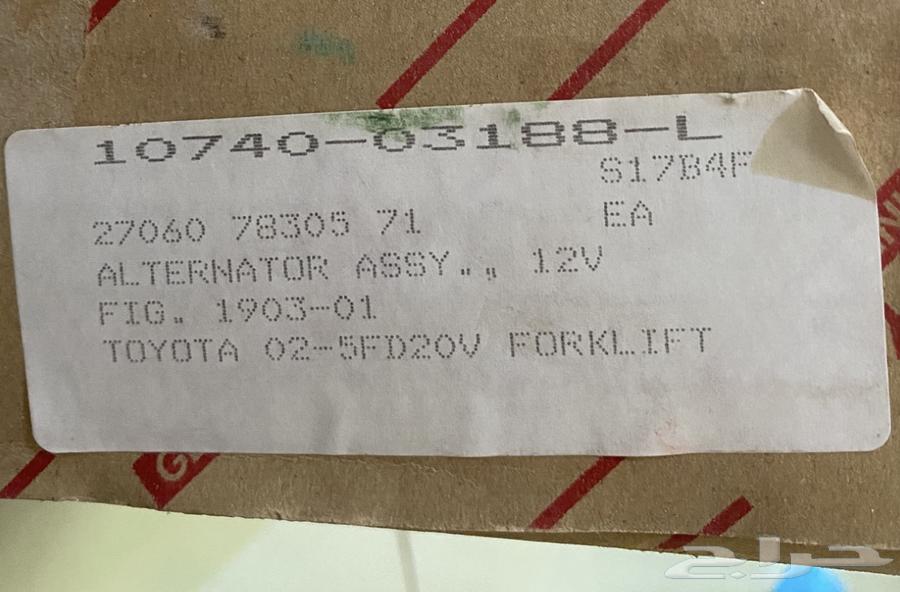 10740-03188-L
S17B4F
27060 78305 71 EA
ALTERNATOR ASSY., 12V
FIG. 1903-01
TOYOTA 02-5FD20V FORKLIFT
حراج